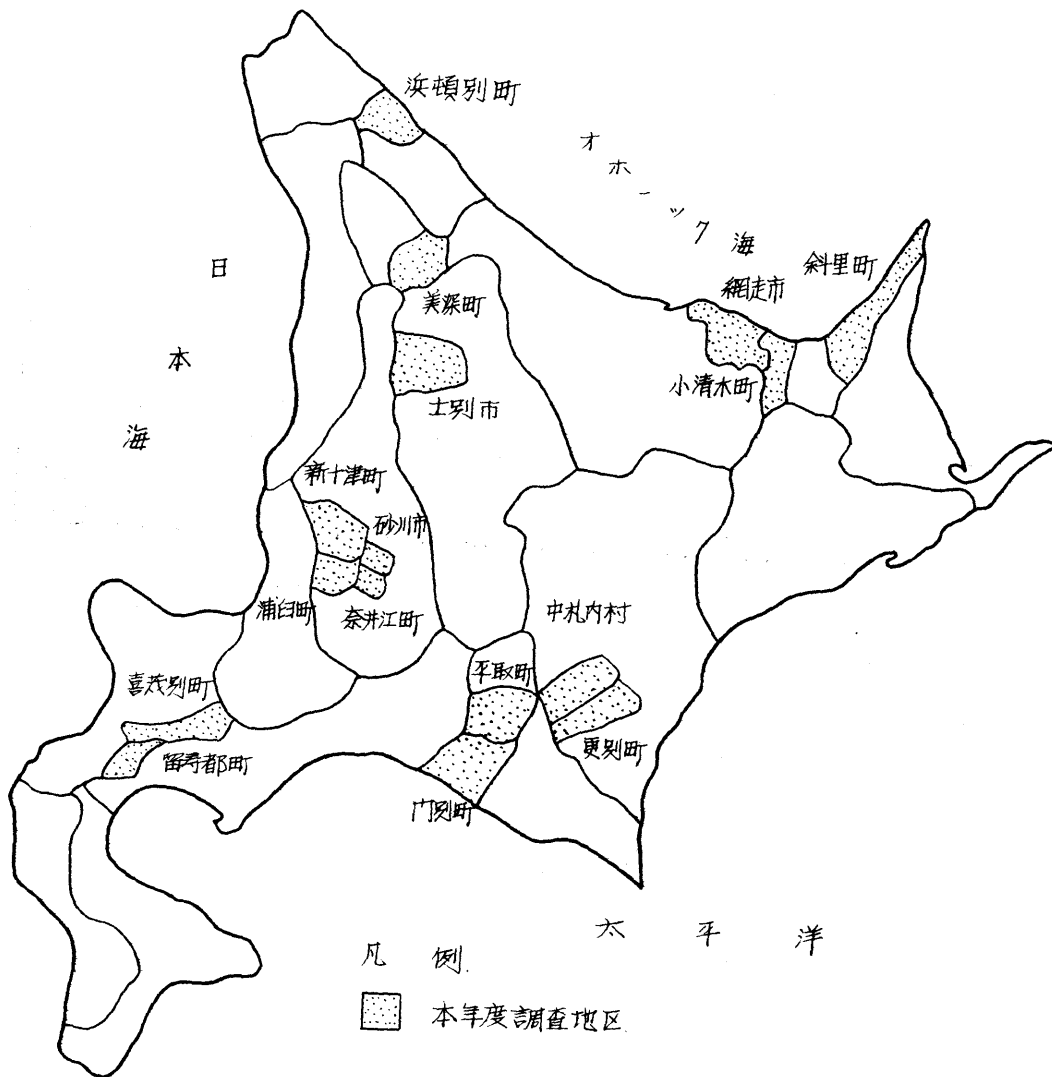 浜頓別町
オホーツク海
斜里町
網走市
日本海
美深町
小清水町
士別市
新十津町
砂川市
浦臼町
奈井江町
中札内村
平取町
喜茂別町
留寿都町
更別町
門別町
太平洋
凡例.
本年度調査地区